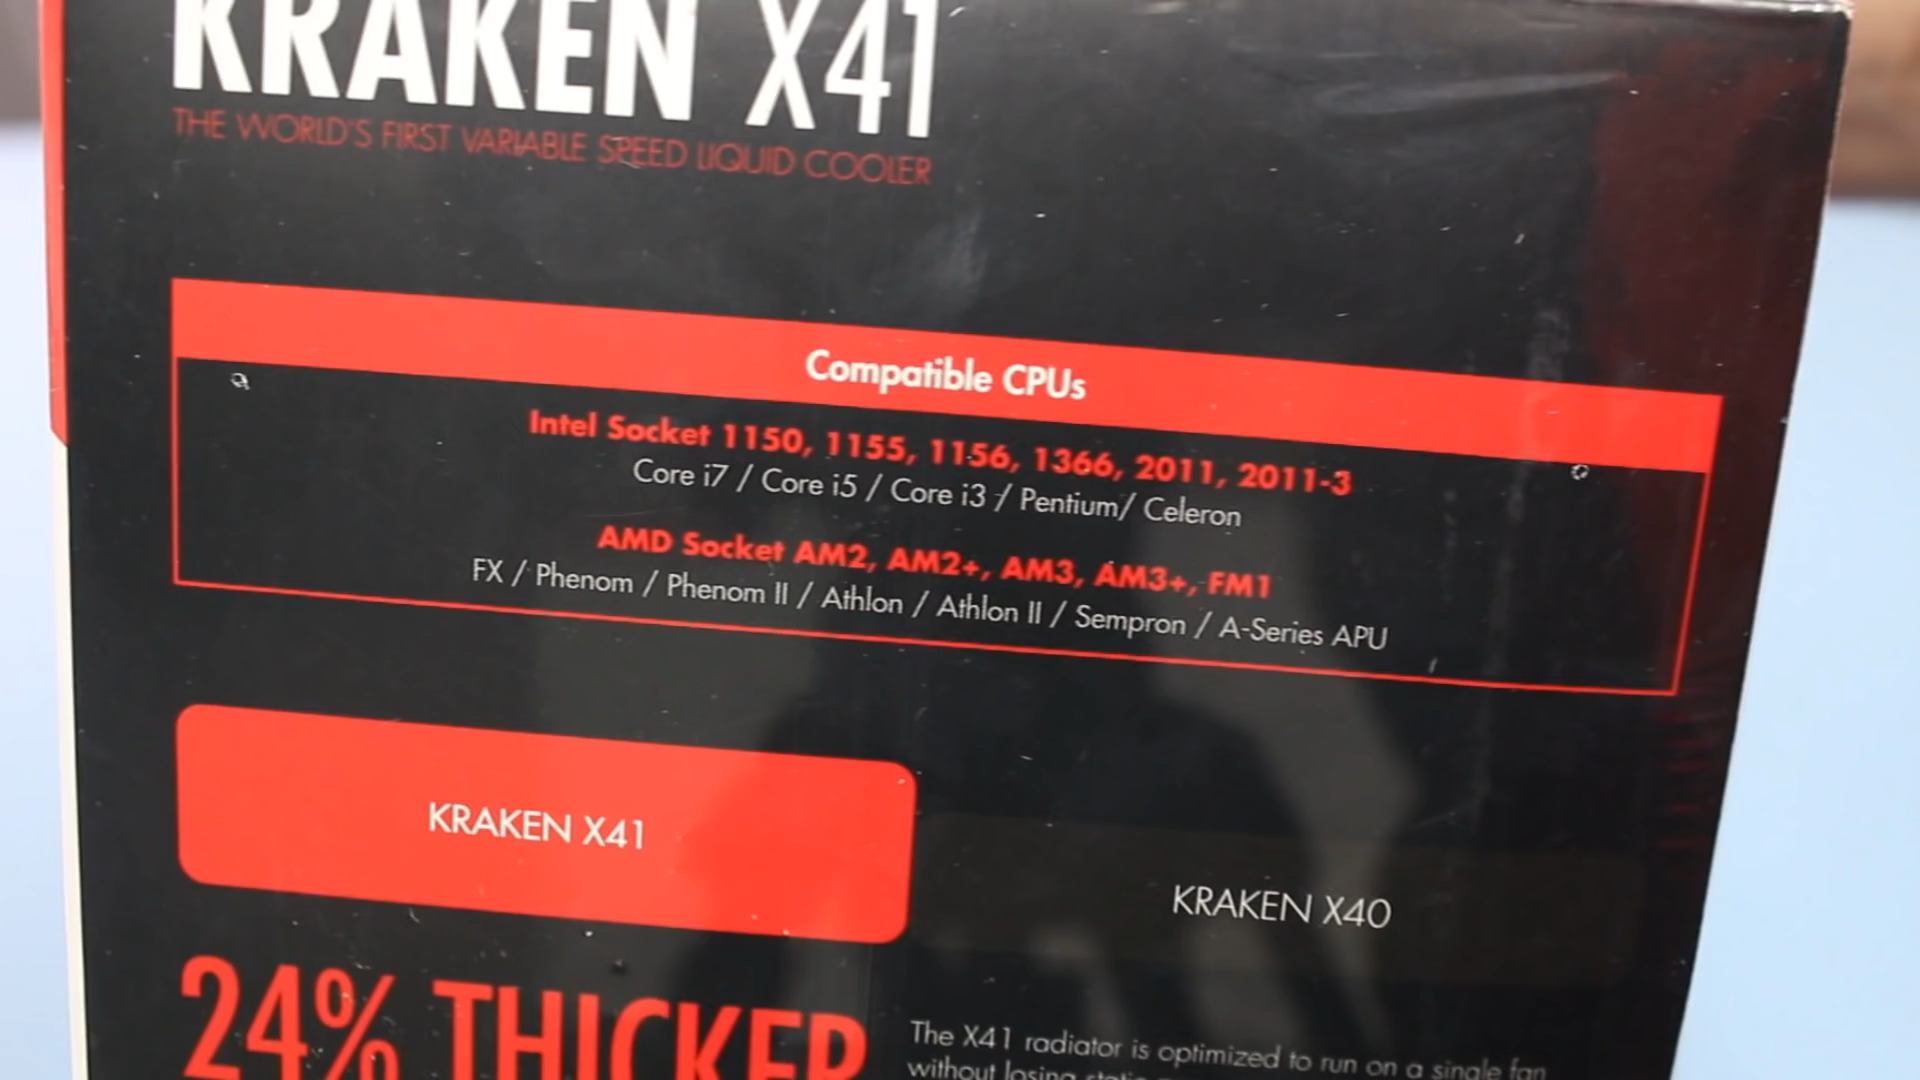 KRAKEN X41
THE WORLD'S FIRST VARIABLE SPEED LIQUID COOLER
Compatible CPUs
Intel Socket 1150, 1155, 1156, 1366, 2011, 2011-3
Core i7 / Core i5 / Core i3 / Pentium/ Celeron
AMD Socket AM2, AM2+, AM3, AM3+, FM1
FX / Phenom / Phenom II / Athlon / Athlon II / Sempron / A-Series APU
KRAKEN X41
KRAKEN X40
24% THICKER
The X41 radiator is optimized to run on a single fan
without losing static